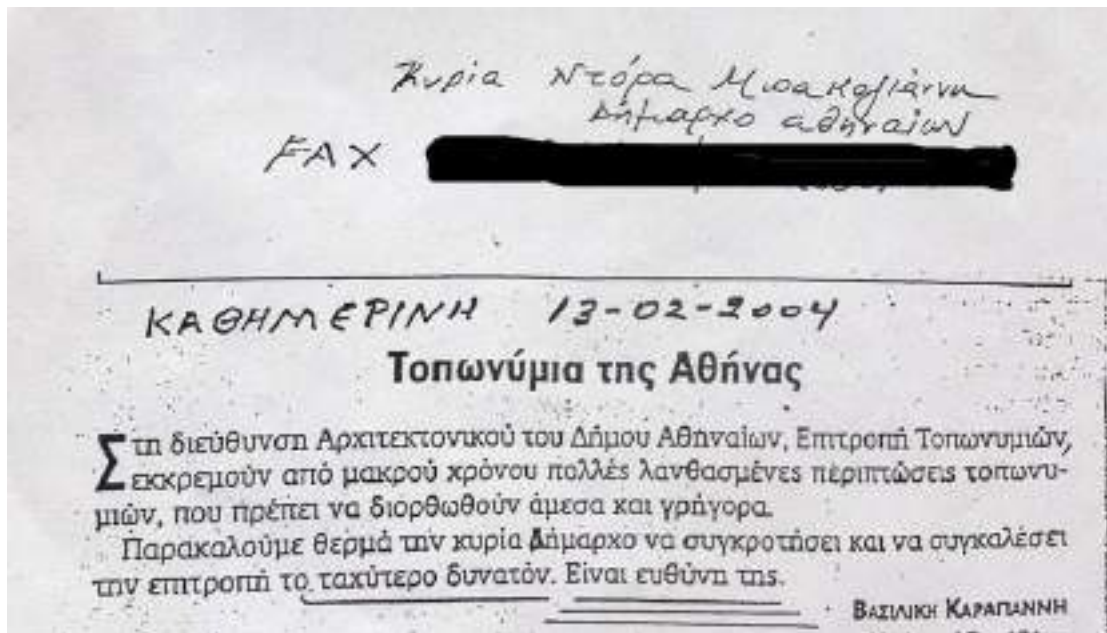 Κυρία Ντόρα Μπακογιάννη
Δήμαρχο αθηναίων
FAX
ΚΑΘΗΜΕΡΙΝΗ 13-02-2004
Τοπωνύμια της Αθήνας
Στη διεύθυνση Αρχιτεκτονικού του Δήμου Αθηναίων, Επιτροπή Τοπωνυμιών,
εκκρεμούν από μακρού χρόνου πολλές λανθασμένες περιπτώσεις τοπωνυ-
μιών, που πρέπει να διορθωθούν άμεσα και γρήγορα.
Παρακαλούμε θερμά την κυρία Δήμαρχο να συγκροτήσει και να συγκαλέσει
την επιτροπή το ταχύτερο δυνατόν. Είναι ευθύνη της.
ΒΑΣΙΛΙΚΗ ΚΑΡΑΓΙΑΝΝΗ